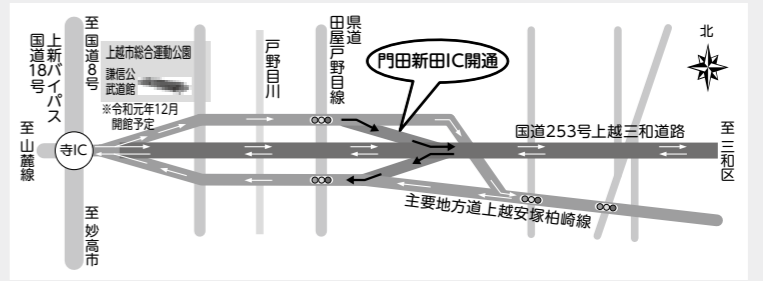 至国道8号
上新バイパス
国道18号
上越市総合運動公園
謙信公
武道館
※令和元年12月
開館予定
戸野目川
県道
田屋戸野目線
門田新田IC開通
北
至山麓線
寺IC
国道253号上越三和道路
至三和区
主要地方道上越安塚柏崎線
至妙高市